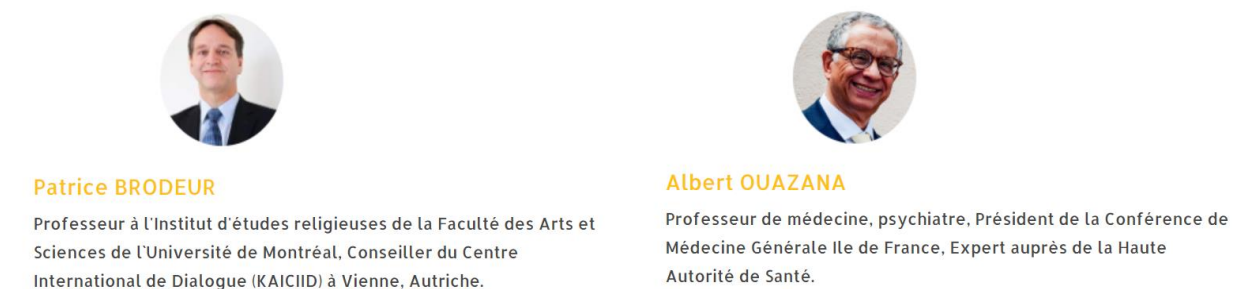 Patrice BRODEUR
Professeur à l'Institut d'études religieuses de la Faculté des Arts et
Sciences de l'Université de Montréal, Conseiller du Centre
International de Dialogue (KAICIID) à Vienne, Autriche.
Albert OUAZANA
Professeur de médecine, psychiatre, Président de la Conférence de
Médecine Générale Ile de France, Expert auprès de la Haute
Autorité de Santé.